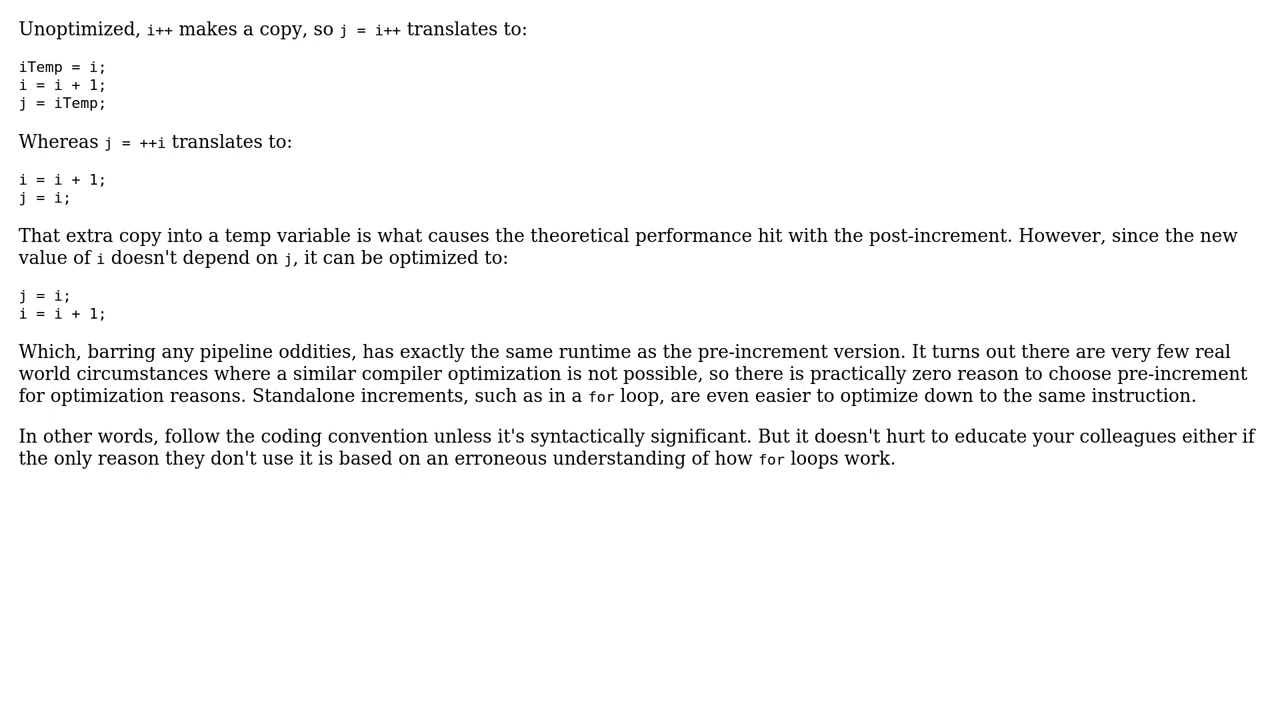 Unoptimized, i++ makes a copy, so j = i++ translates to:
iTemp = i;
i = i + 1;
j = iTemp;
Whereas j = ++i translates to:
i = i + 1;
j = i;
That extra copy into a temp variable is what causes the theoretical performance hit with the post-increment. However, since the new
value of i doesn't depend on j, it can be optimized to:
j = i;
i = i + 1;
Which, barring any pipeline oddities, has exactly the same runtime as the pre-increment version. It turns out there are very few real
world circumstances where a similar compiler optimization is not possible, so there is practically zero reason to choose pre-increment
for optimization reasons. Standalone increments, such as in a for loop, are even easier to optimize down to the same instruction.
In other words, follow the coding convention unless it's syntactically significant. But it doesn't hurt to educate your colleagues either if
the only reason they don't use it is based on an erroneous understanding of how for loops work.